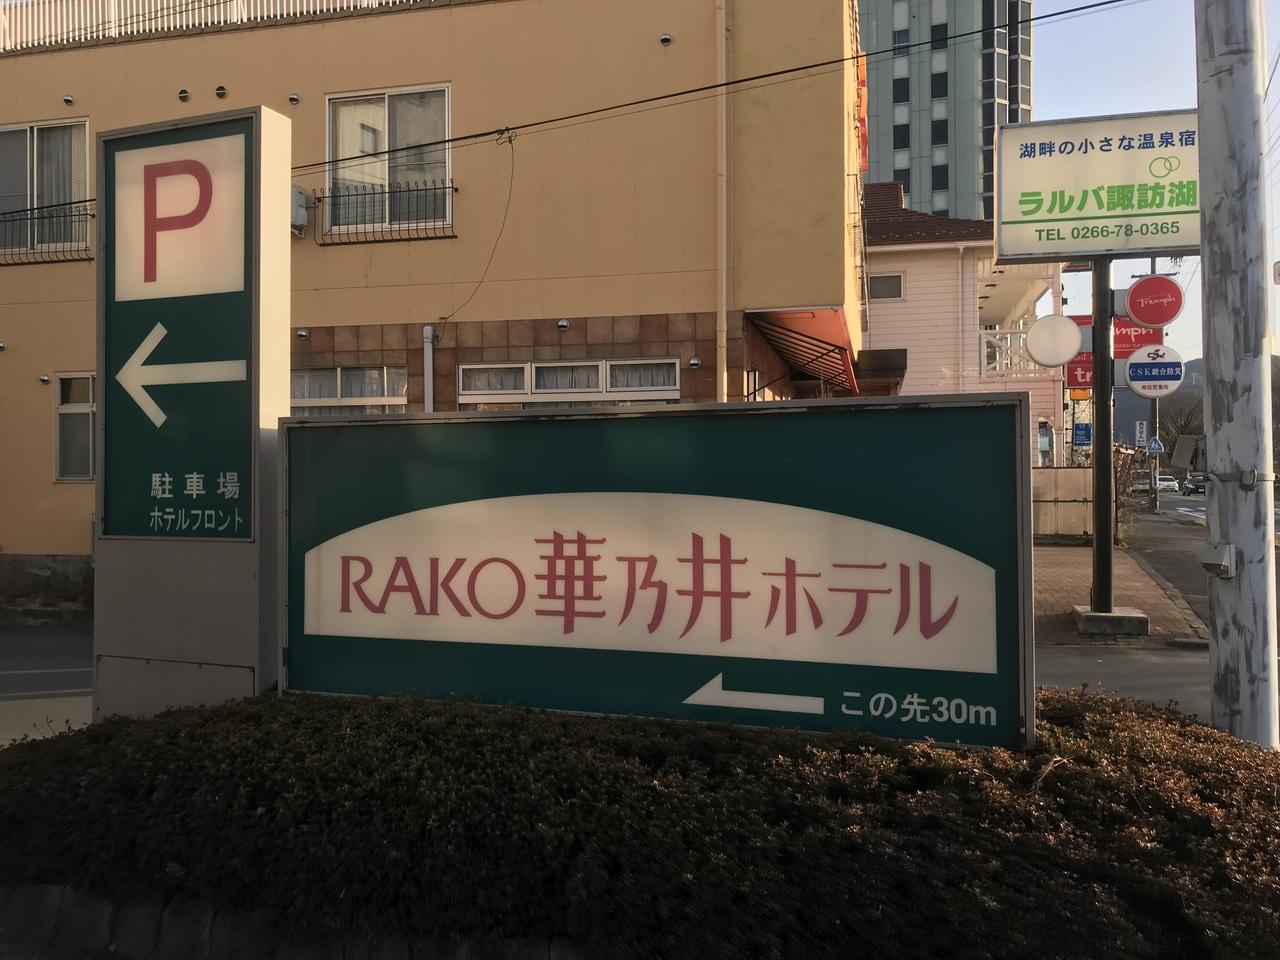 P
駐車場
ホテルフロント
RAKO華乃井ホテル
この先30m
湖畔の小さな温泉宿
ラルバ諏訪湖
TEL 0266-78-0365
Triumph
CSK総合防災